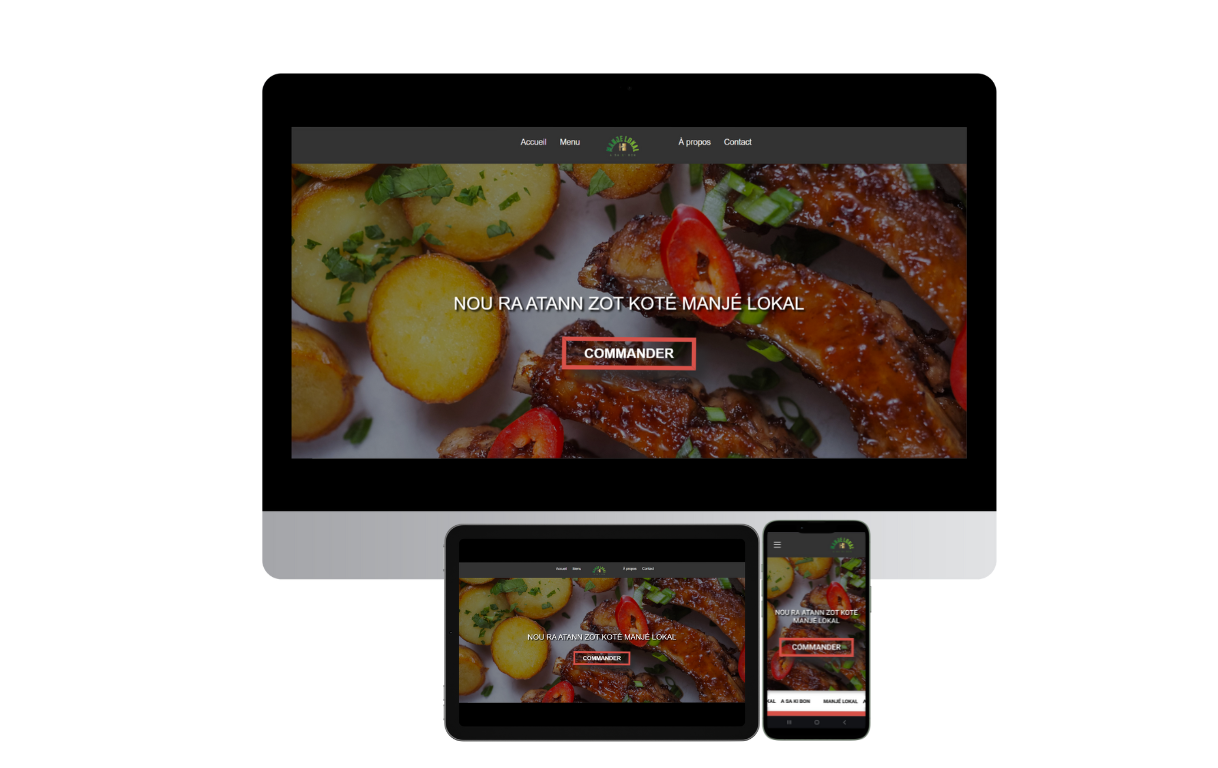 Accueil Menu MANJE LOKAL À propos Contact
NOU RA ATANN ZOT KOTÉ MANJÉ LOKAL
COMMANDER
Accueil Menu À propos Contact
NOU RA ATANN ZOT KOTÉ MANJÉ LOKAL
COMMANDER
NOU RA ATANN ZOT KOTÉ
MANJÉ LOKAL
COMMANDER
KAL A SA KI BON MANJÉ LOKAL A